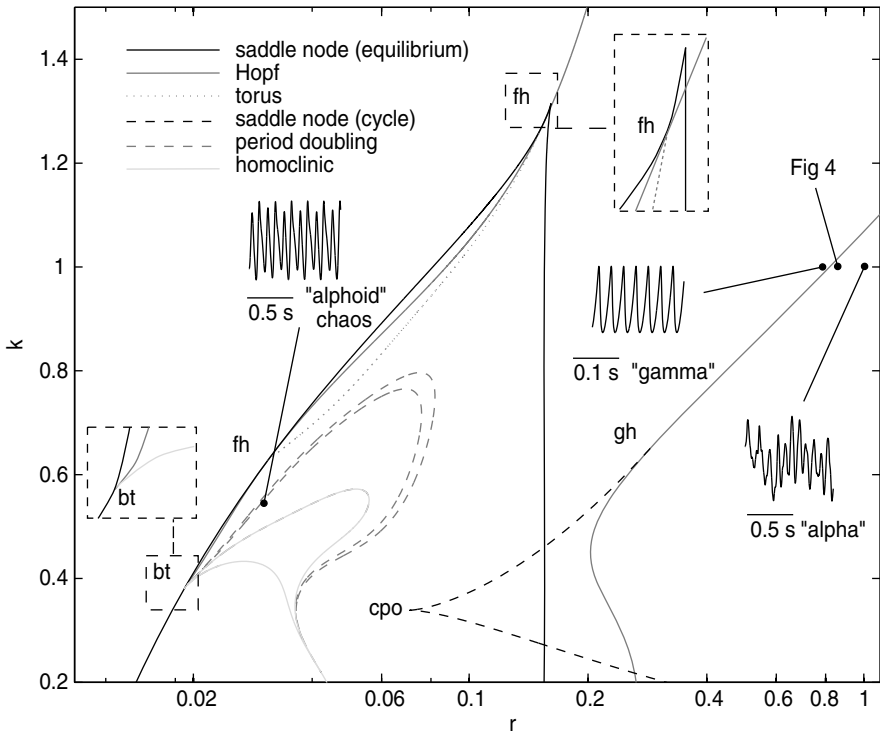 saddle node (equilibrium)
Hopf
torus
saddle node (cycle)
period doubling
homoclinic
fh
fh
Fig 4
0.5 s "alphoid"
chaos
0.1 s "gamma"
gh
fh
bt
bt
0.5 s "alpha"
cpo
1.4
1.2
1
0.8
0.6
0.4
0.2
k
0.02
0.06
0.1
0.2
0.4
0.6
0.8
1
r